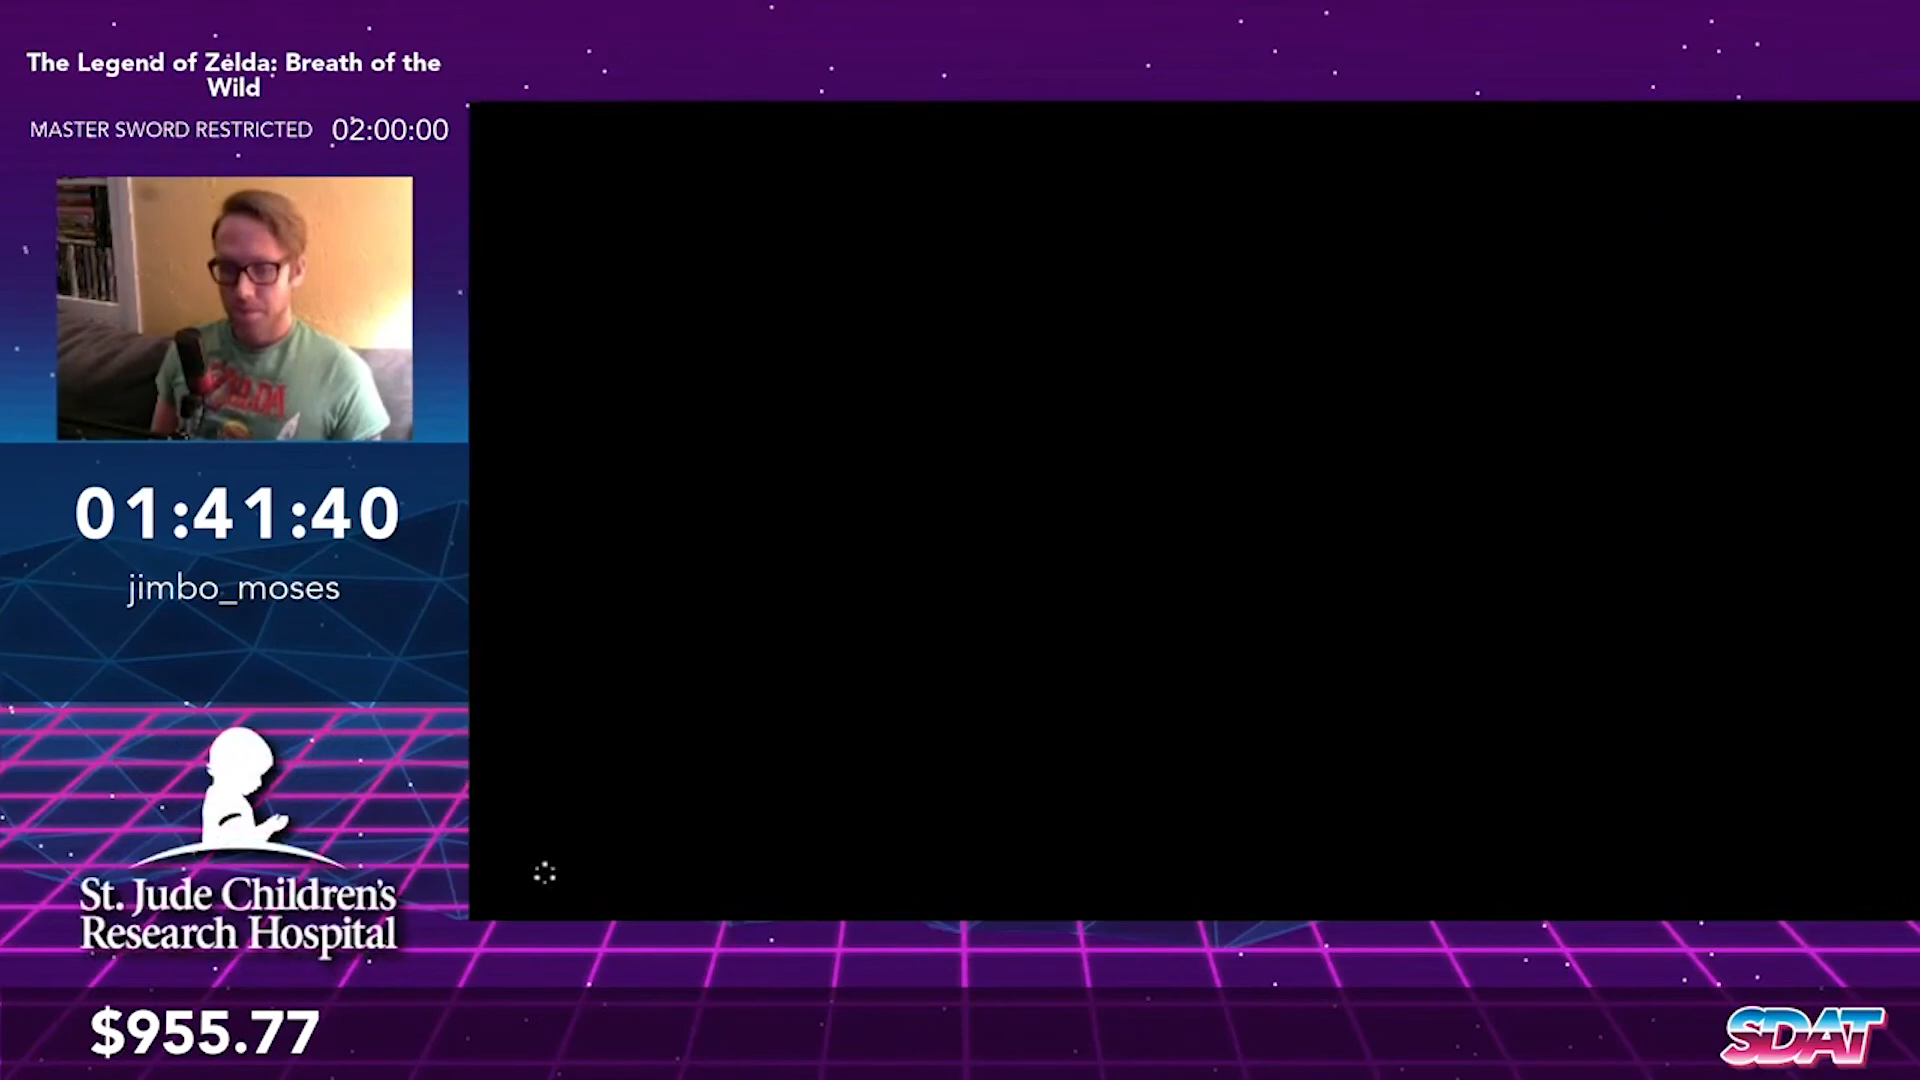 The Legend of Zelda: Breath of the
Wild
MASTER SWORD RESTRICTED 02:00:00
ZELDA
01:41:40
jimbo_moses
St. Jude Children's
Research Hospital
$955.77
SDAT